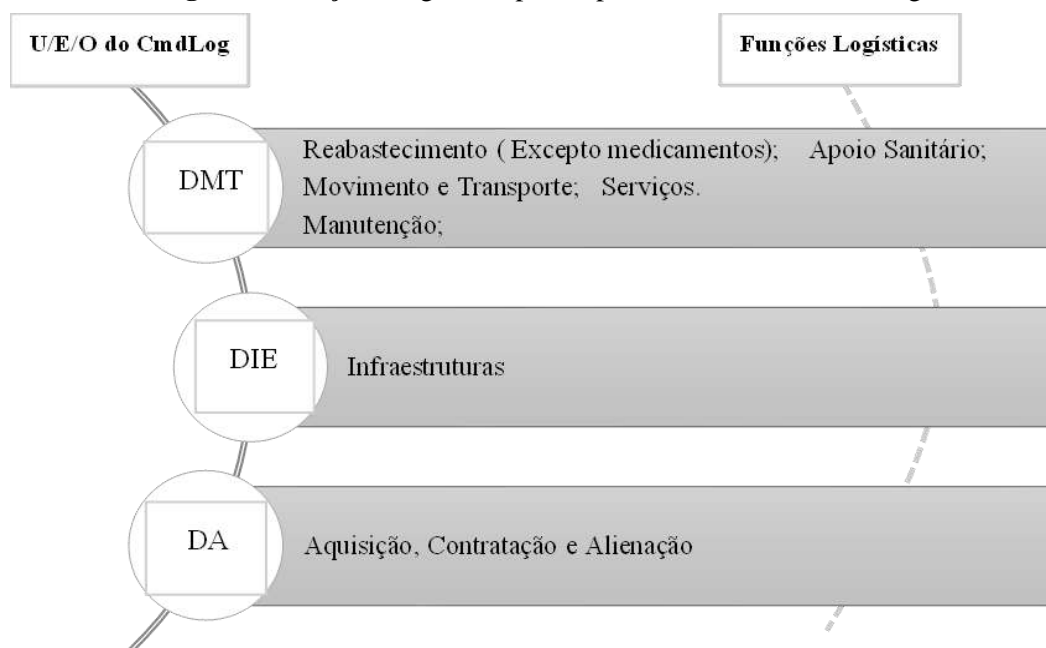 U/E/O do CmdLog
Funções Logísticas
DMT
Reabastecimento ( Excepto medicamentos); Apoio Sanitário;
Movimento e Transporte; Serviços.
Manutenção;
DIE
Infraestruturas
DA
Aquisição, Contratação e Alienação